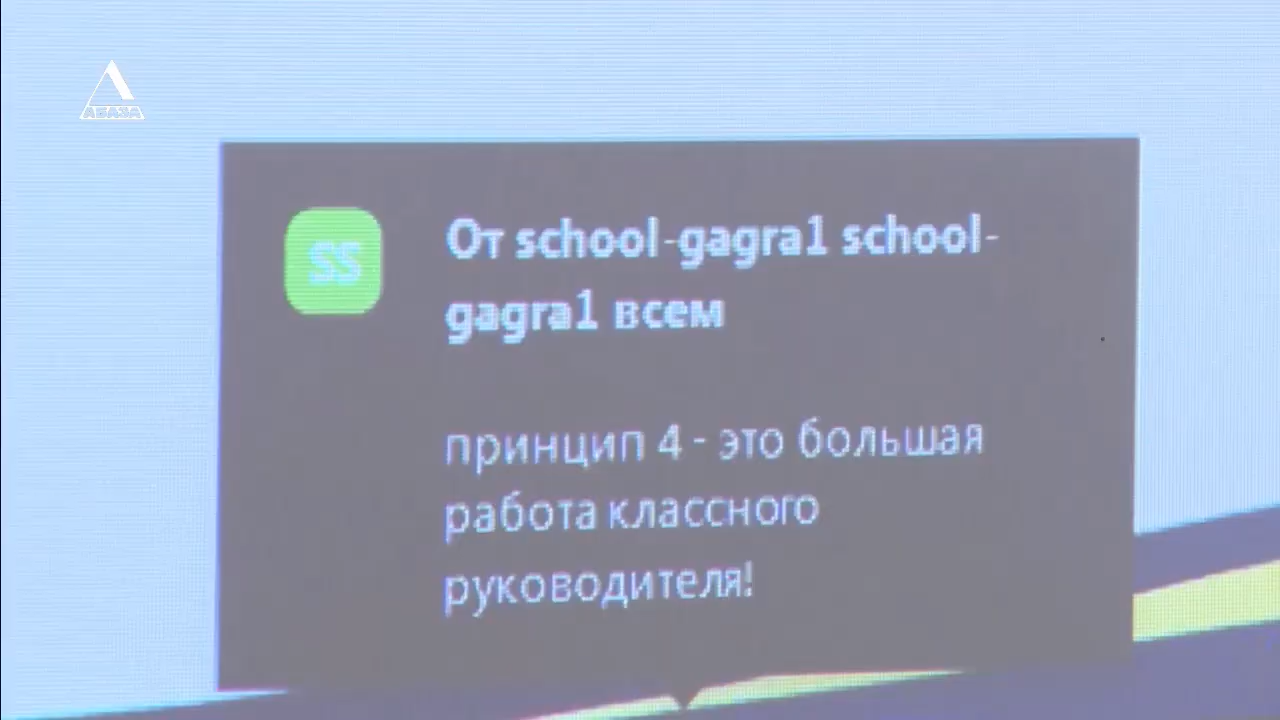 АБАЗА
SS
От school-gagra1 school-
gagra1 всем
принцип 4 - это большая
работа классного
руководителя!